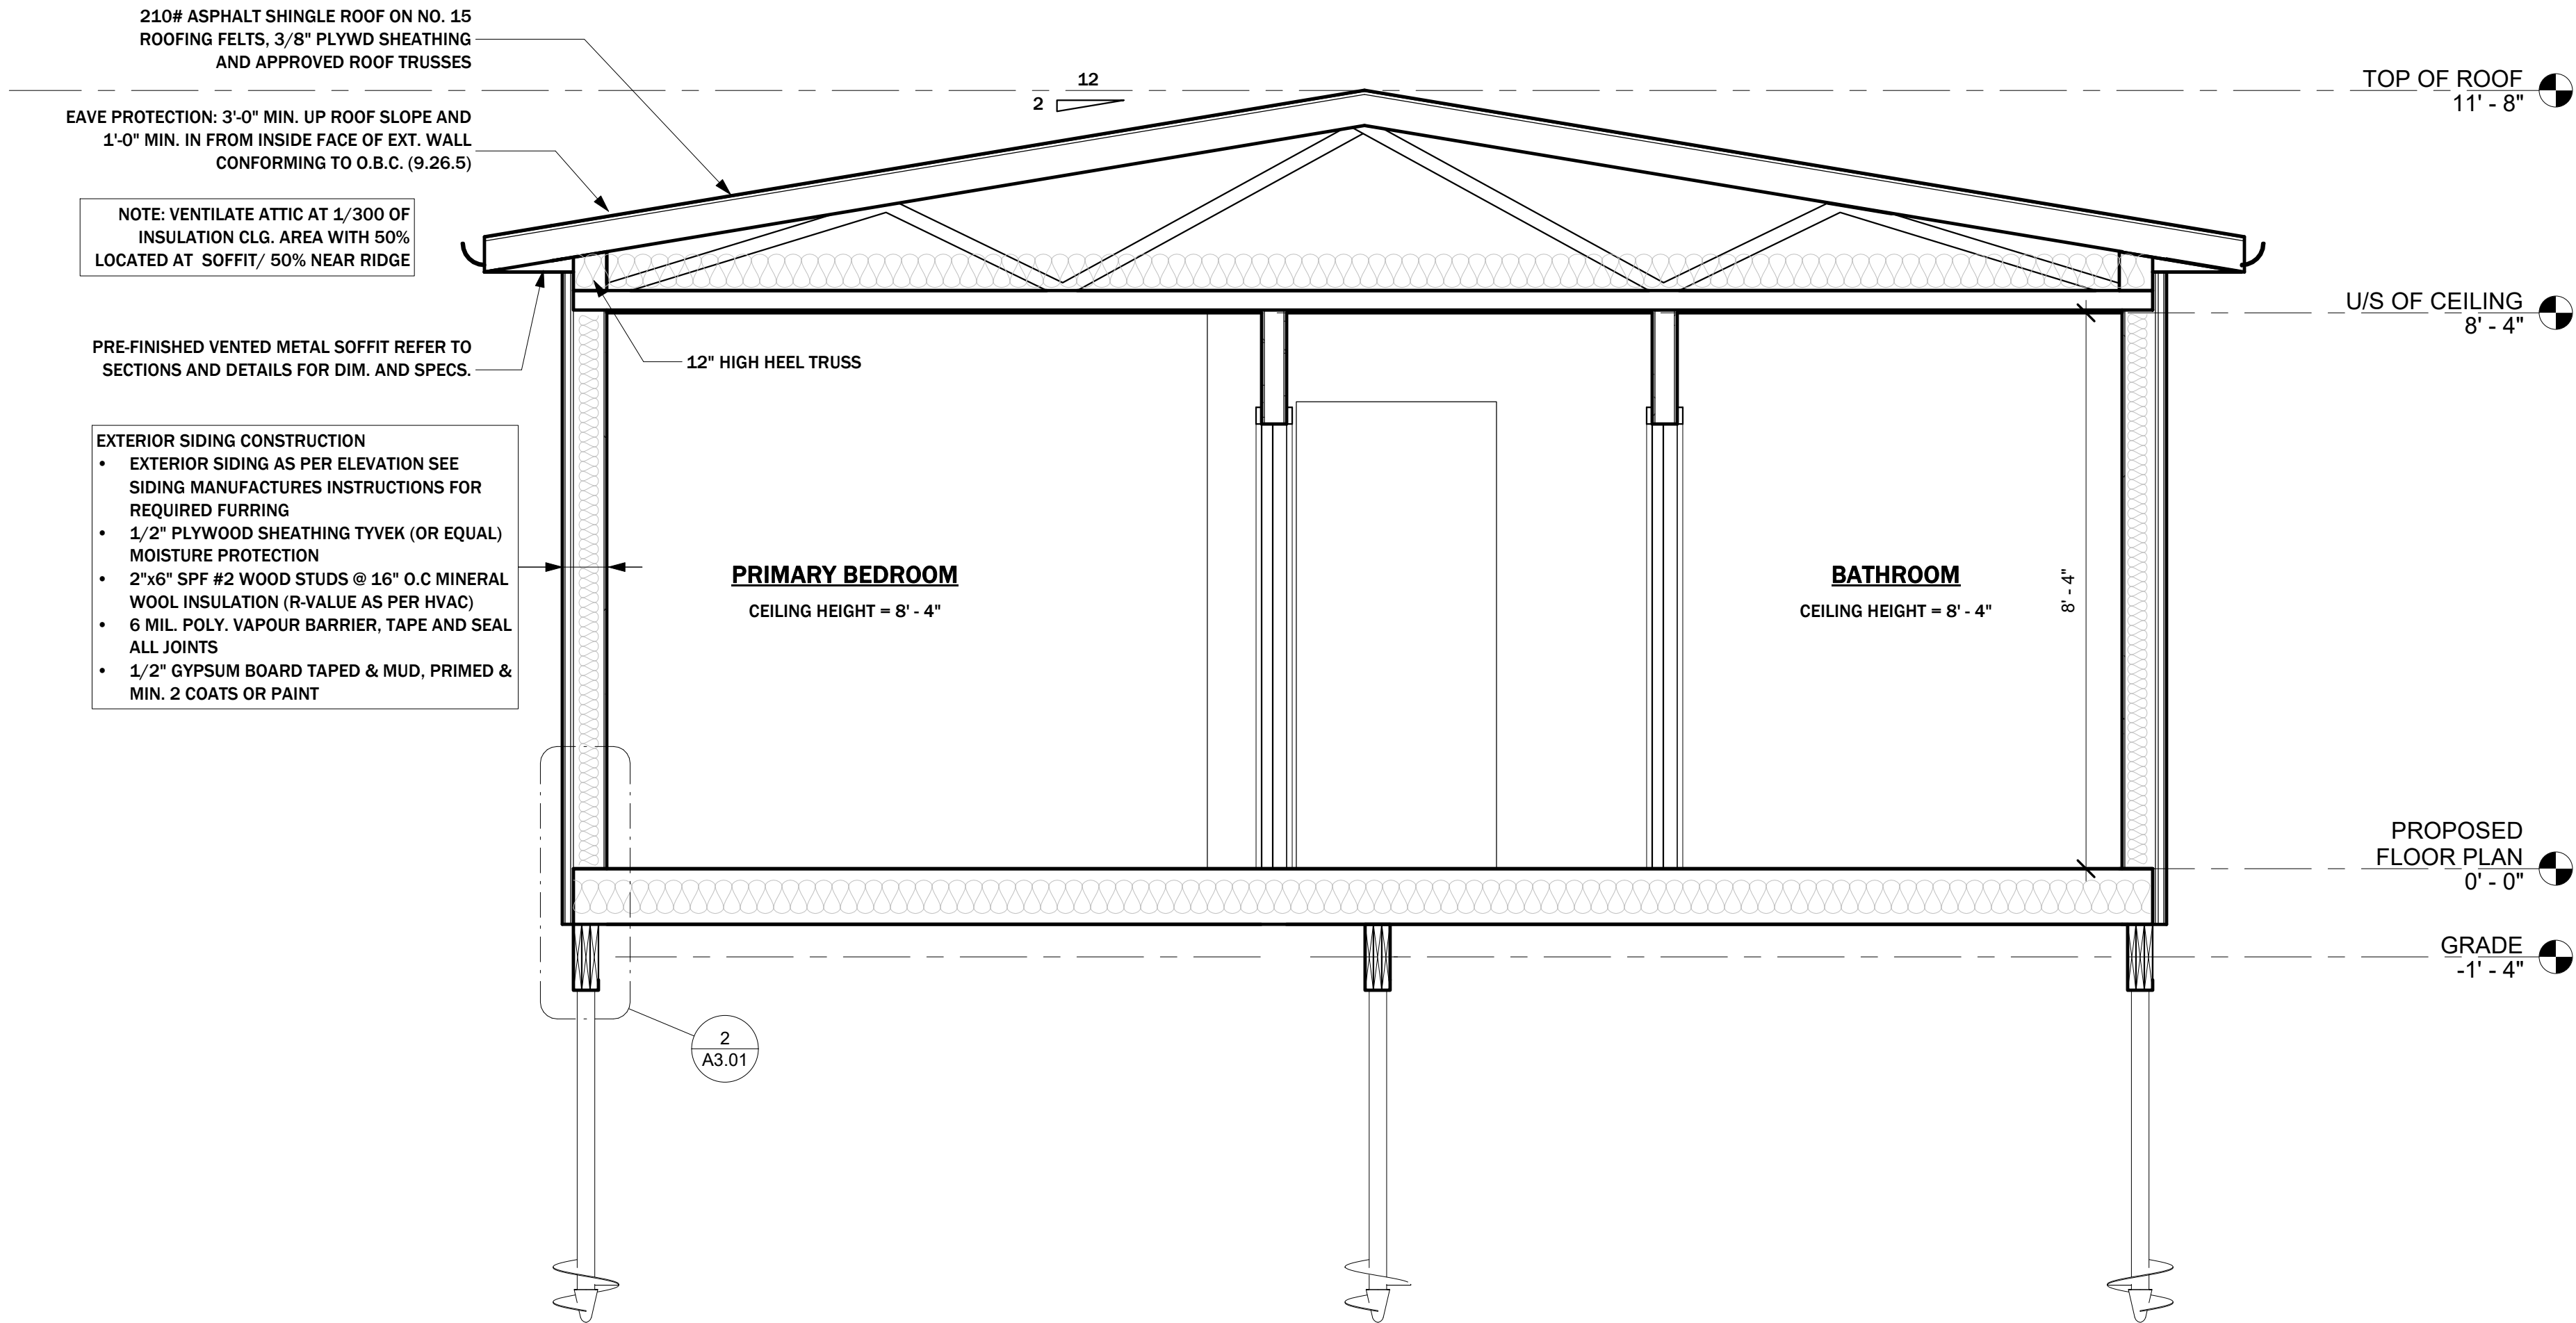 210# ASPHALT SHINGLE ROOF ON NO. 15
ROOFING FELTS, 3/8" PLYWD SHEATHING
AND APPROVED ROOF TRUSSES
EAVE PROTECTION: 3'-0" MIN. UP ROOF SLOPE AND
1'-0" MIN. IN FROM INSIDE FACE OF EXT. WALL
CONFORMING TO O.B.C. (9.26.5)
NOTE: VENTILATE ATTIC AT 1/300 OF
INSULATION CLG. AREA WITH 50%
LOCATED AT SOFFIT/ 50% NEAR RIDGE
PRE-FINISHED VENTED METAL SOFFIT REFER TO
SECTIONS AND DETAILS FOR DIM. AND SPECS.
EXTERIOR SIDING CONSTRUCTION
• EXTERIOR SIDING AS PER ELEVATION SEE
SIDING MANUFACTURES INSTRUCTIONS FOR
REQUIRED FURRING
• 1/2" PLYWOOD SHEATHING TYVEK (OR EQUAL)
MOISTURE PROTECTION
• 2"x6" SPF #2 WOOD STUDS @ 16" O.C MINERAL
WOOL INSULATION (R-VALUE AS PER HVAC)
• 6 MIL. POLY. VAPOUR BARRIER, TAPE AND SEAL
ALL JOINTS
• 1/2" GYPSUM BOARD TAPED & MUD, PRIMED &
MIN. 2 COATS OR PAINT
12
2
12" HIGH HEEL TRUSS
PRIMARY BEDROOM
CEILING HEIGHT = 8' - 4"
BATHROOM
CEILING HEIGHT = 8' - 4"
8' - 4"
2
A3.01
TOP OF ROOF
11' - 8"
U/S OF CEILING
8' - 4"
PROPOSED
FLOOR PLAN
0' - 0"
GRADE
-1' - 4"